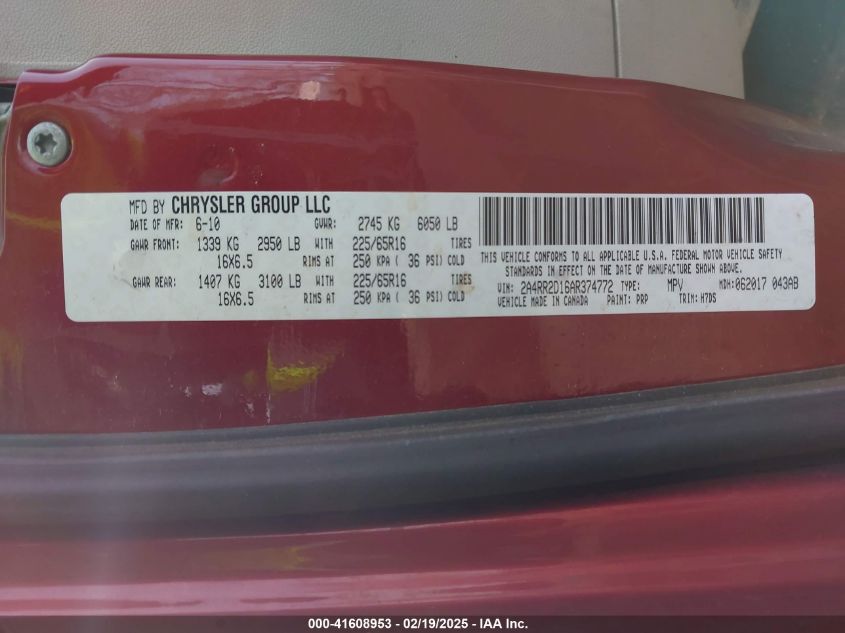 MFD BY CHRYSLER GROUP LLC
DATE OF MFR: 6-10 GVWR: 2745 KG 6050 LB
GAWR FRONT: 1339 KG 2950 LB WITH 225/65R16 TIRES
16X6.5 RIMS AT 250 KPA ( 36 PSI) COLD
GAWR REAR: 1407 KG 3100 LB WITH 225/65R16 TIRES
16X6.5 RIMS AT 250 KPA ( 36 PSI) COLD
THIS VEHICLE CONFORMS TO ALL APPLICABLE U.S.A. FEDERAL MOTOR VEHICLE SAFETY
STANDARDS IN EFFECT ON THE DATE OF MANUFACTURE SHOWN ABOVE.
VIN: 2A4RR2D16AR374772 TYPE: MPV MDH: 062017 043AB
VEHICLE MADE IN CANADA PAINT: PRP TRIM: H7DS
000-41608953 - 02/19/2025 - IAA Inc.